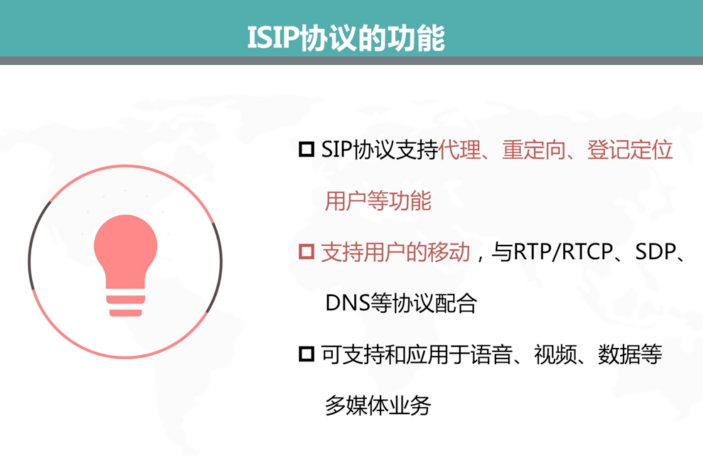 ISIP协议的功能
SIP协议支持代理、重定向、登记定位
用户等功能
支持用户的移动，与RTP/RTCP、SDP、
DNS等协议配合
可支持和应用于语音、视频、数据等
多媒体业务